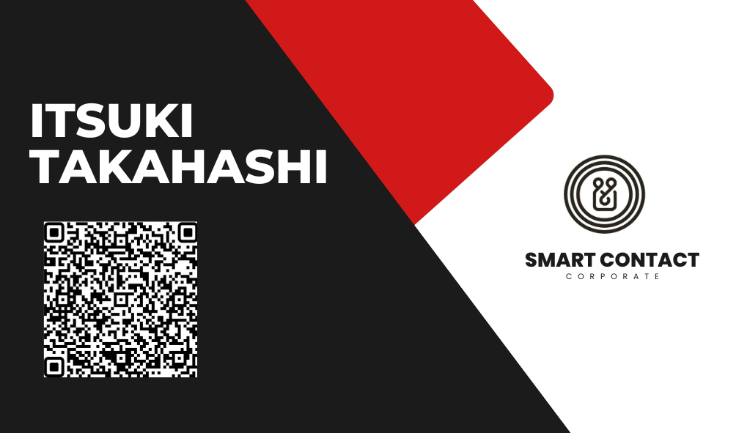 ITSUKI
TAKAHASHI
SMART CONTACT
CORPORATE